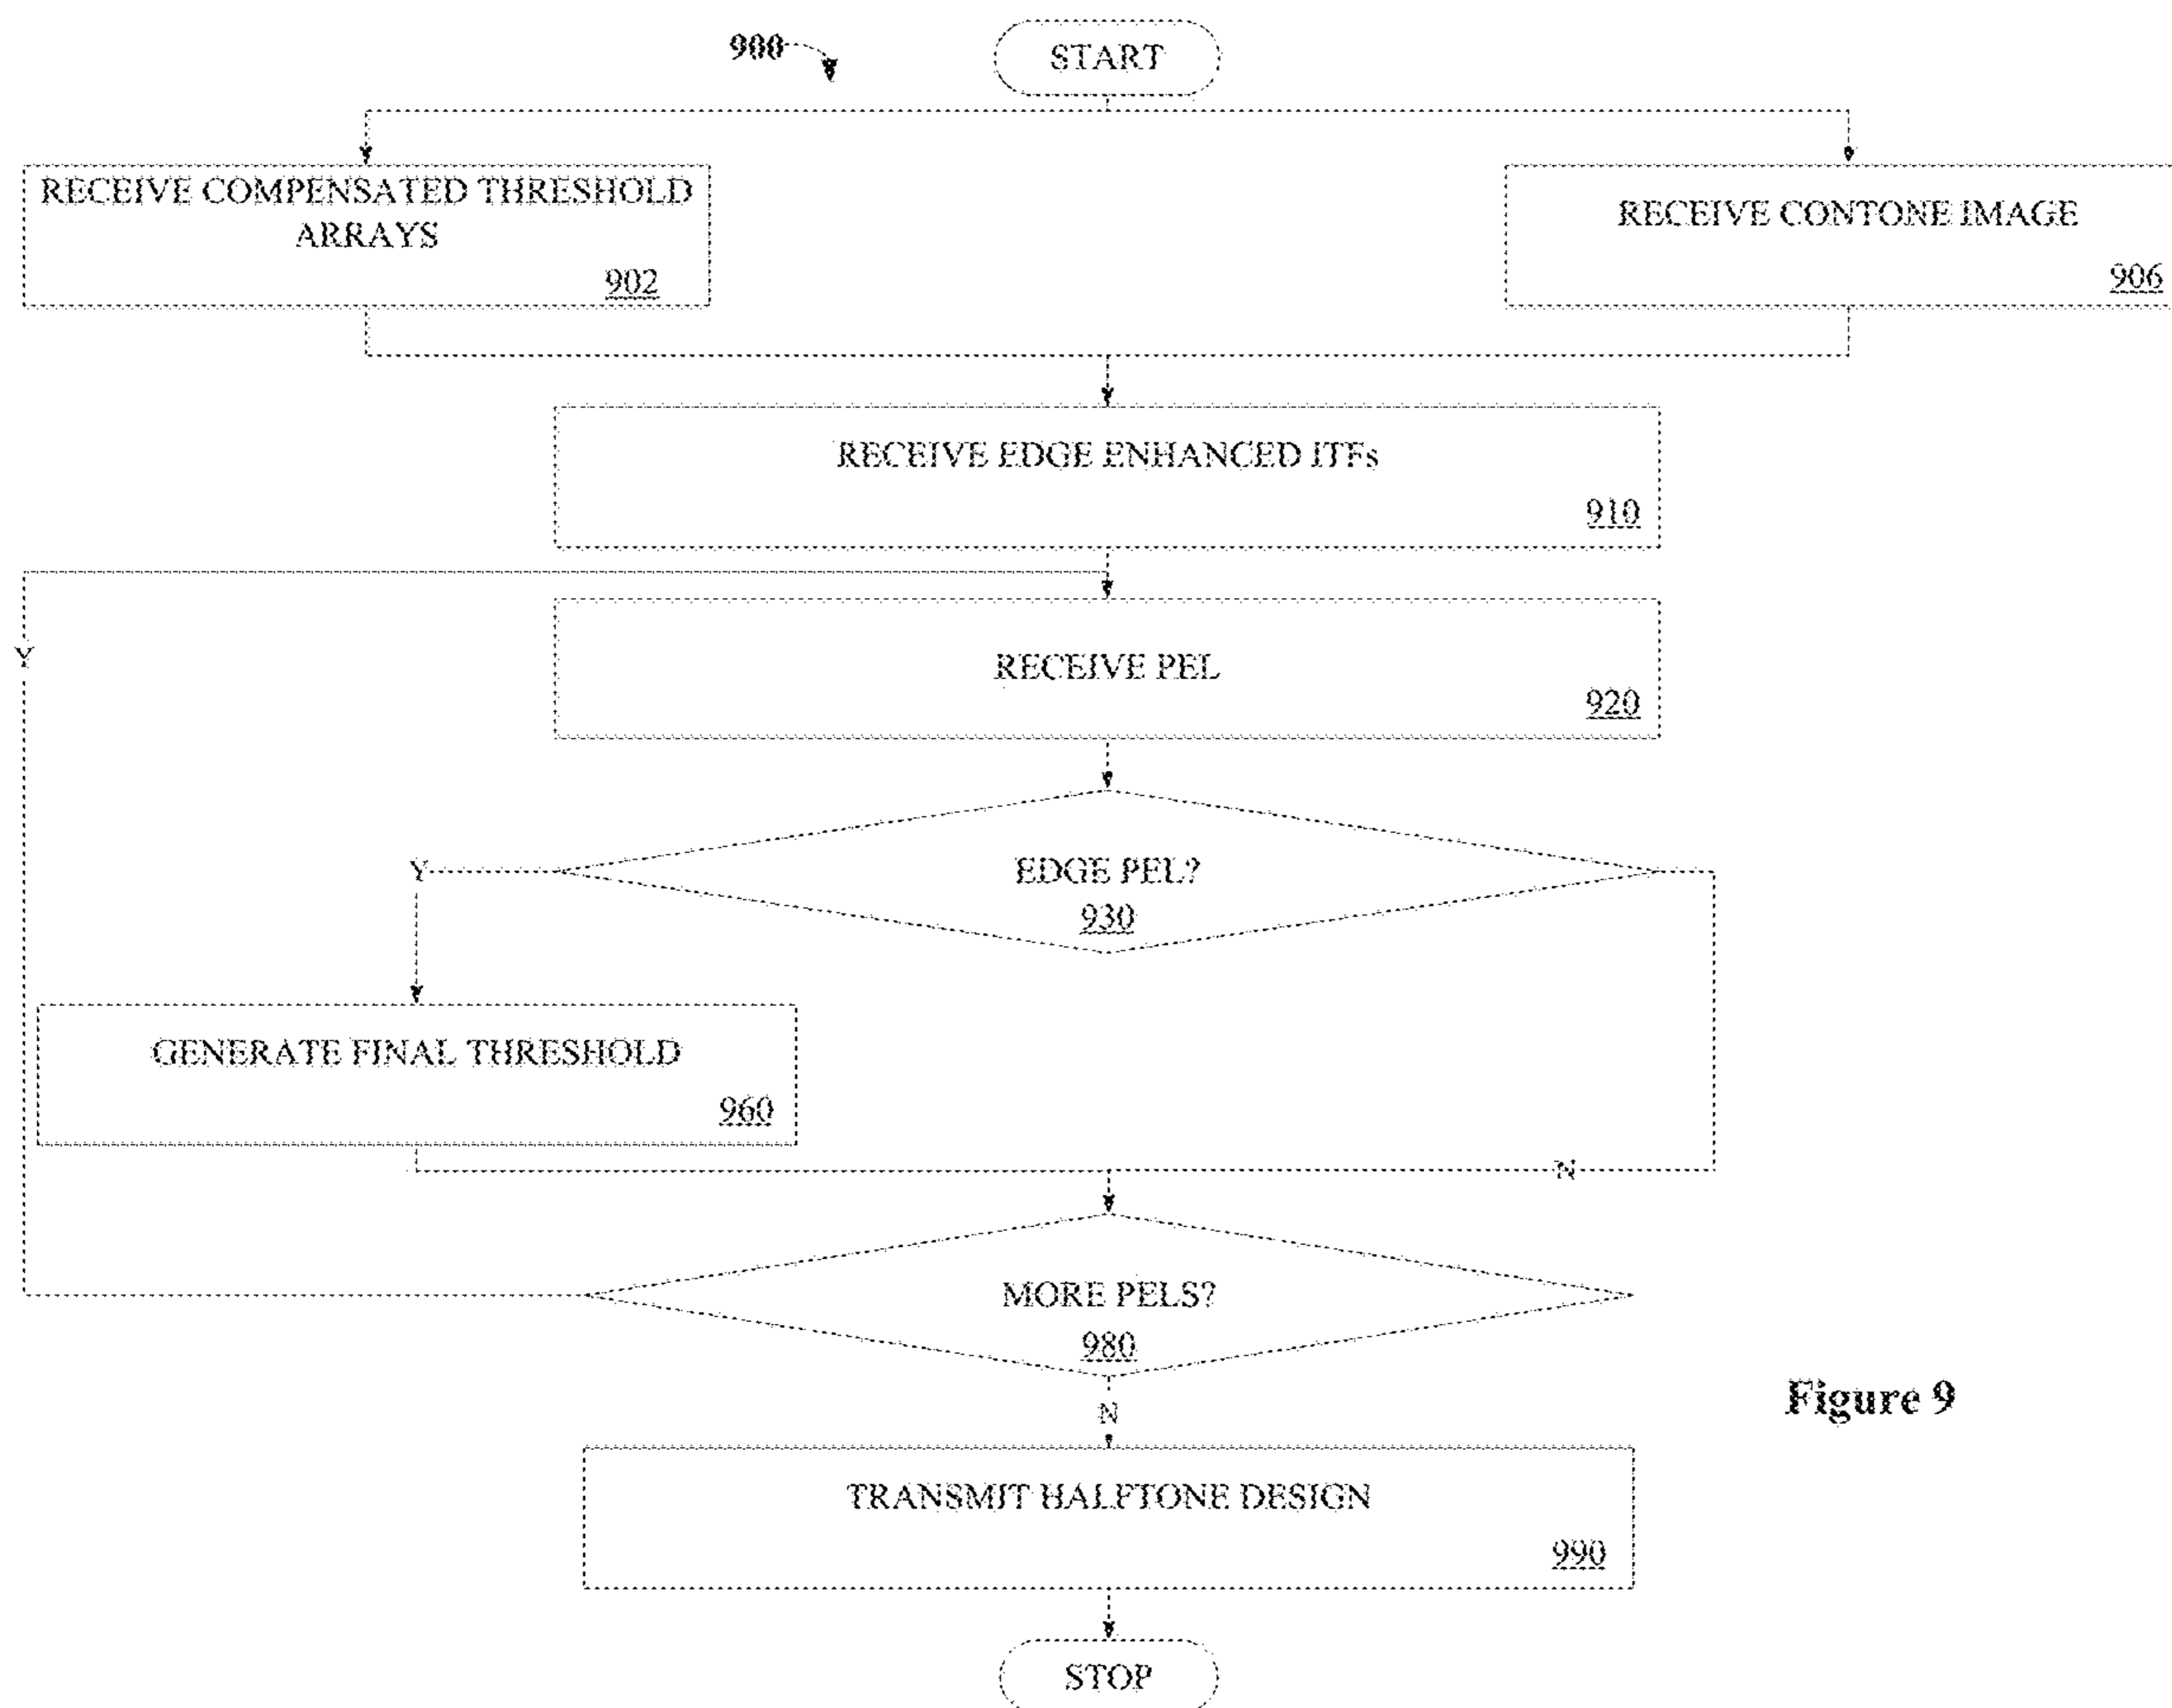 900
START
RECEIVE COMPENSATED THRESHOLD
ARRAYS
902
RECEIVE CONTONE IMAGE
906
RECEIVE EDGE ENHANCED ITFs
910
Y
RECEIVE PEL
920
Y
EDGE PEL?
930
GENERATE FINAL THRESHOLD
960
N
MORE PELS?
980
N
Figure 9
TRANSMIT HALFTONE DESIGN
990
STOP